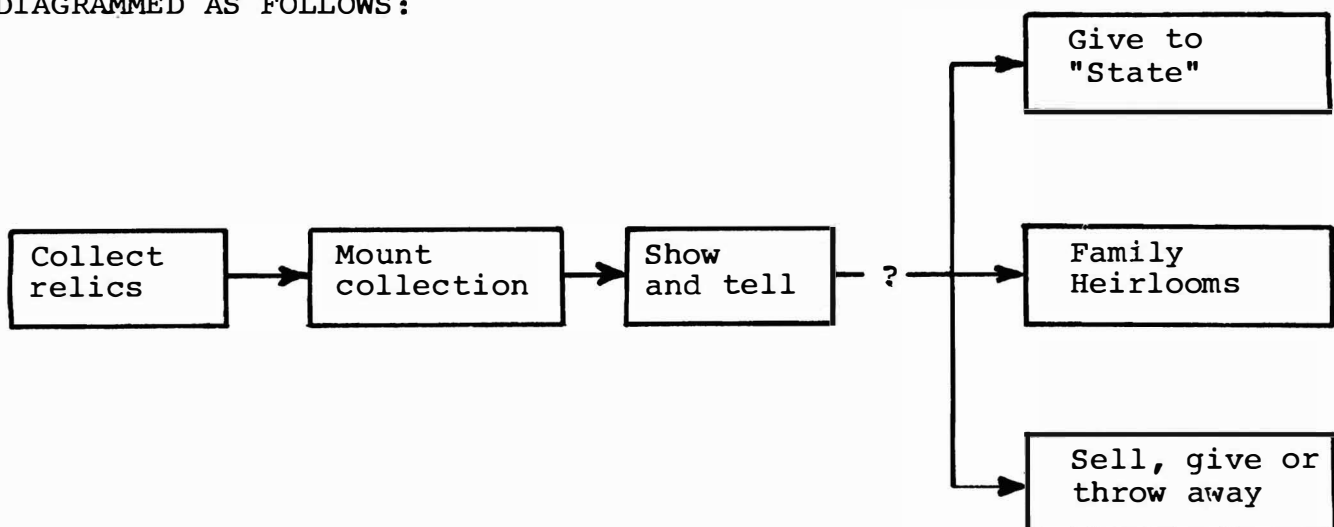 DIAGRAMMED AS FOLLOWS:
Give to
"State"
Collect
relics
Mount
collection
Show
and tell
?
Family
Heirlooms
Sell, give or
throw away